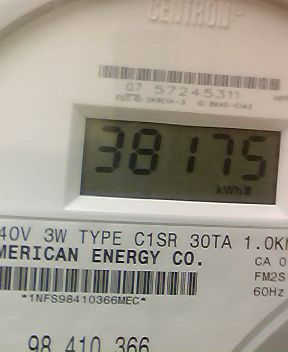 CENTRON®
07 57245311
38175
kWh
40V 3W TYPE C1SR 30TA 1.0K
MERICAN ENERGY CO.
CA 0
FM2S
60Hz
*1NFS98410366MEC*
98 410 366